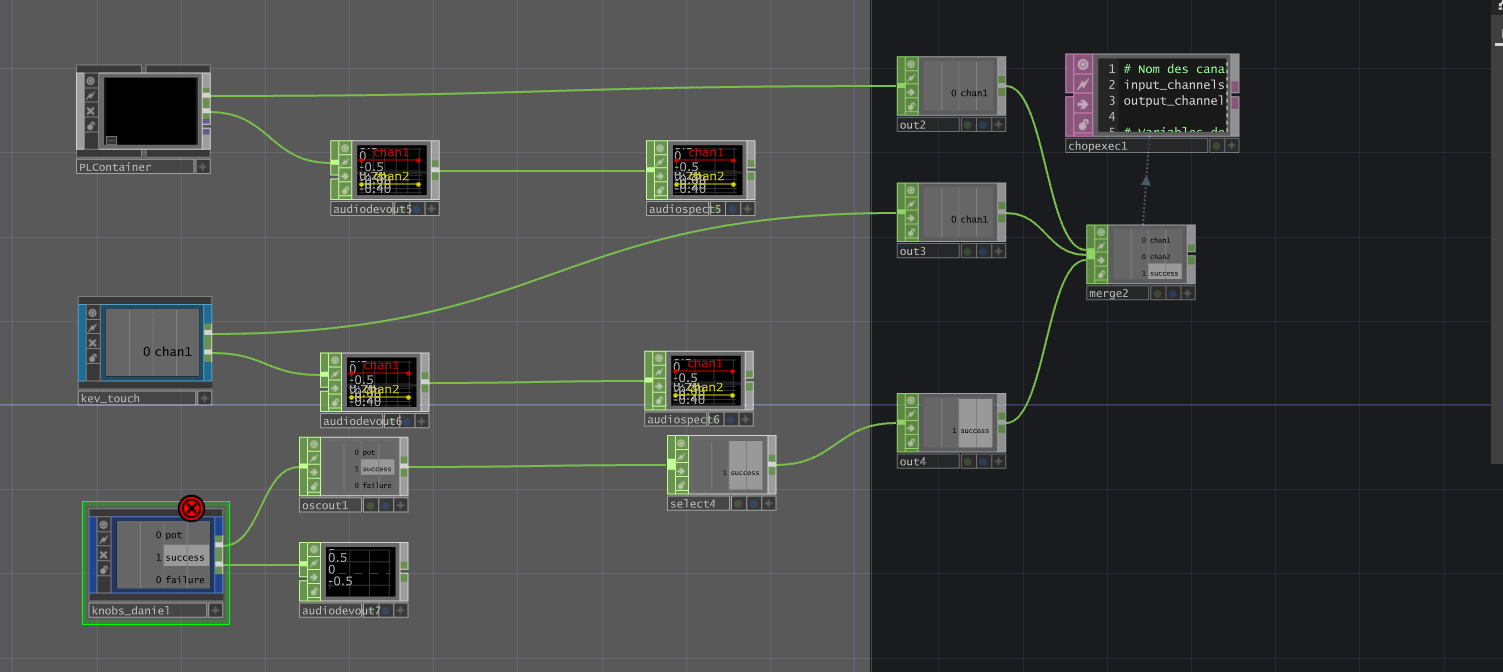 PLContainer
chan1
-0.5
chan2
-0.40
audiodevout5
chan1
-0.5
chan2
-0.40
audiospect5
0 chan1
out2
1 # Nom des cana
2 input_channels
3 output_channel
4
5 # Variables de
chopexec1
0 chan1
out3
0 chan1
0 chan2
1 success
merge2
0 chan1
kev_touch
chan1
-0.5
chan2
-0.40
audiodevout6
chan1
-0.5
chan2
-0.40
audiospect6
1 success
out4
0 pot
1 success
0 failure
oscout1
1 success
select4
0 pot
1 success
0 failure
knobs_daniel
0.5
0
-0.5
audiodevout7